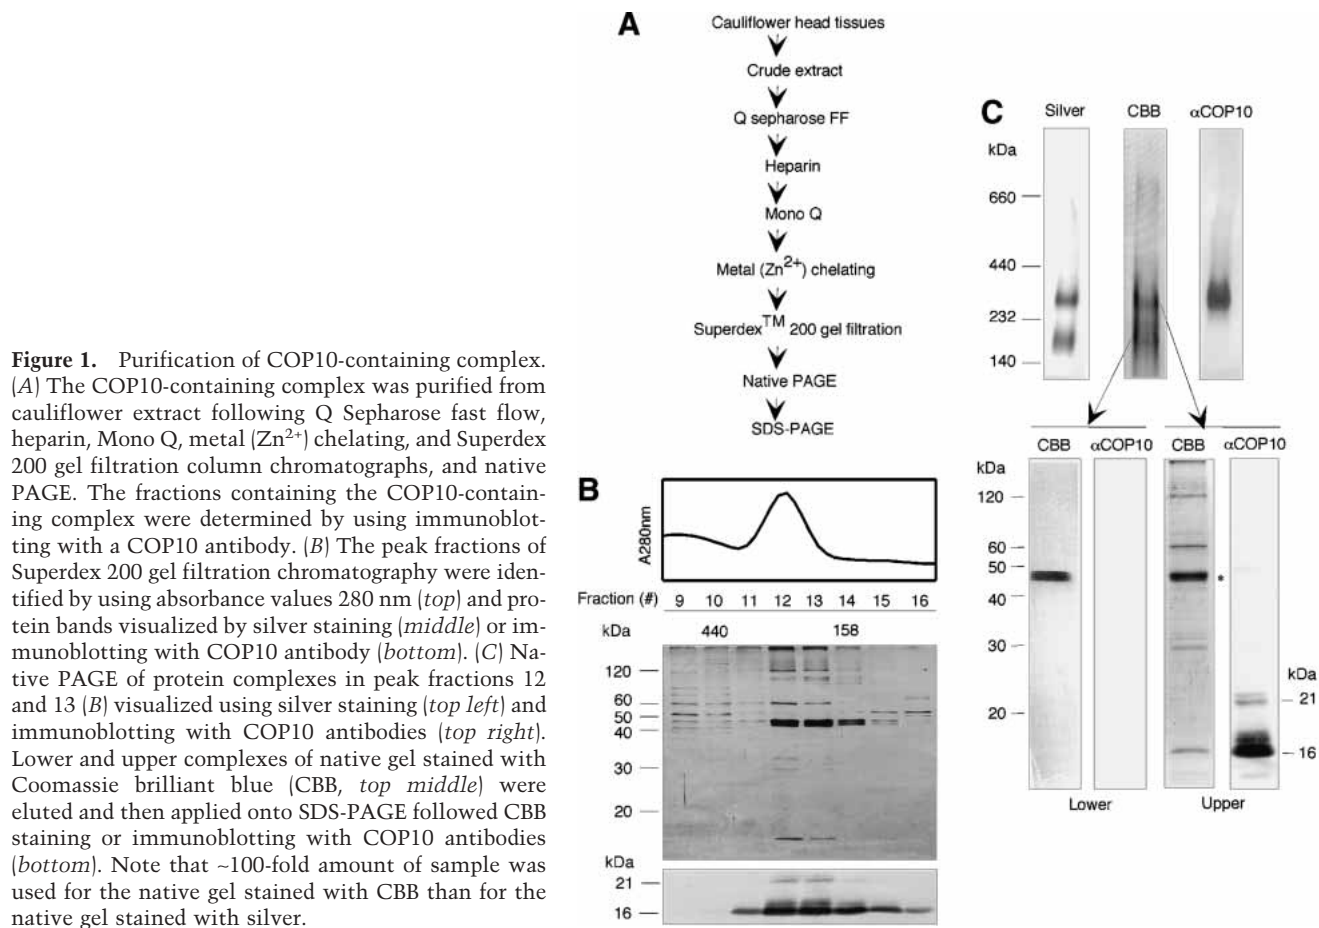 Figure 1. Purification of COP10-containing complex.
(A) The COP10-containing complex was purified from
cauliflower extract following Q Sepharose fast flow,
heparin, Mono Q, metal (Zn²⁺) chelating, and Superdex
200 gel filtration column chromatographs, and native
PAGE. The fractions containing the COP10-contain-
ing complex were determined by using immunoblot-
ting with a COP10 antibody. (B) The peak fractions of
Superdex 200 gel filtration chromatography were iden-
tified by using absorbance values 280 nm (top) and pro-
tein bands visualized by silver staining (middle) or im-
munoblotting with COP10 antibody (bottom). (C) Na-
tive PAGE of protein complexes in peak fractions 12
and 13 (B) visualized using silver staining (top left) and
immunoblotting with COP10 antibodies (top right).
Lower and upper complexes of native gel stained with
Coomassie brilliant blue (CBB, top middle) were
eluted and then applied onto SDS-PAGE followed CBB
staining or immunoblotting with COP10 antibodies
(bottom). Note that ~100-fold amount of sample was
used for the native gel stained with CBB than for the
native gel stained with silver.
A
Cauliflower head tissues
Crude extract
Q sepharose FF
Heparin
Mono Q
Metal (Zn²⁺) chelating
Superdex™ 200 gel filtration
Native PAGE
SDS-PAGE
B
A280nm
Fraction (#) 9 10 11 12 13 14 15 16
kDa 440 158
120
60
50
40
30
20
kDa
21
16
C
Silver CBB αCOP10
kDa
660
440
232
140
CBB αCOP10 CBB αCOP10
kDa
120
60
50
40
30
20
*
kDa
21
16
Lower Upper